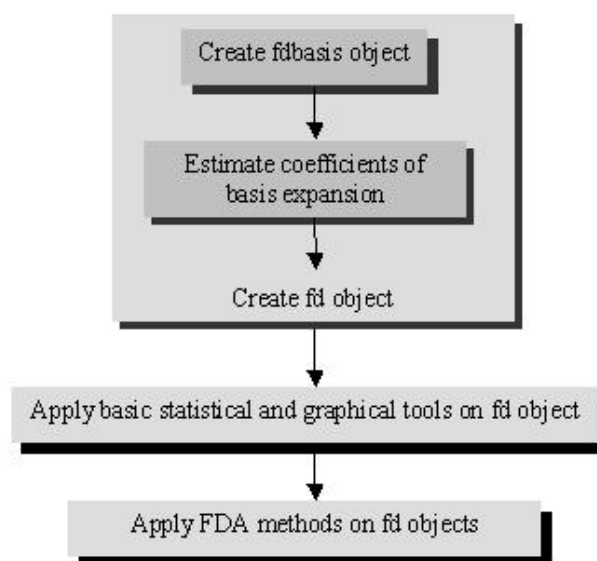 Create fdbasis object
Estimate coefficients of
basis expansion
Create fd object
Apply basic statistical and graphical tools on fd object
Apply FDA methods on fd objects